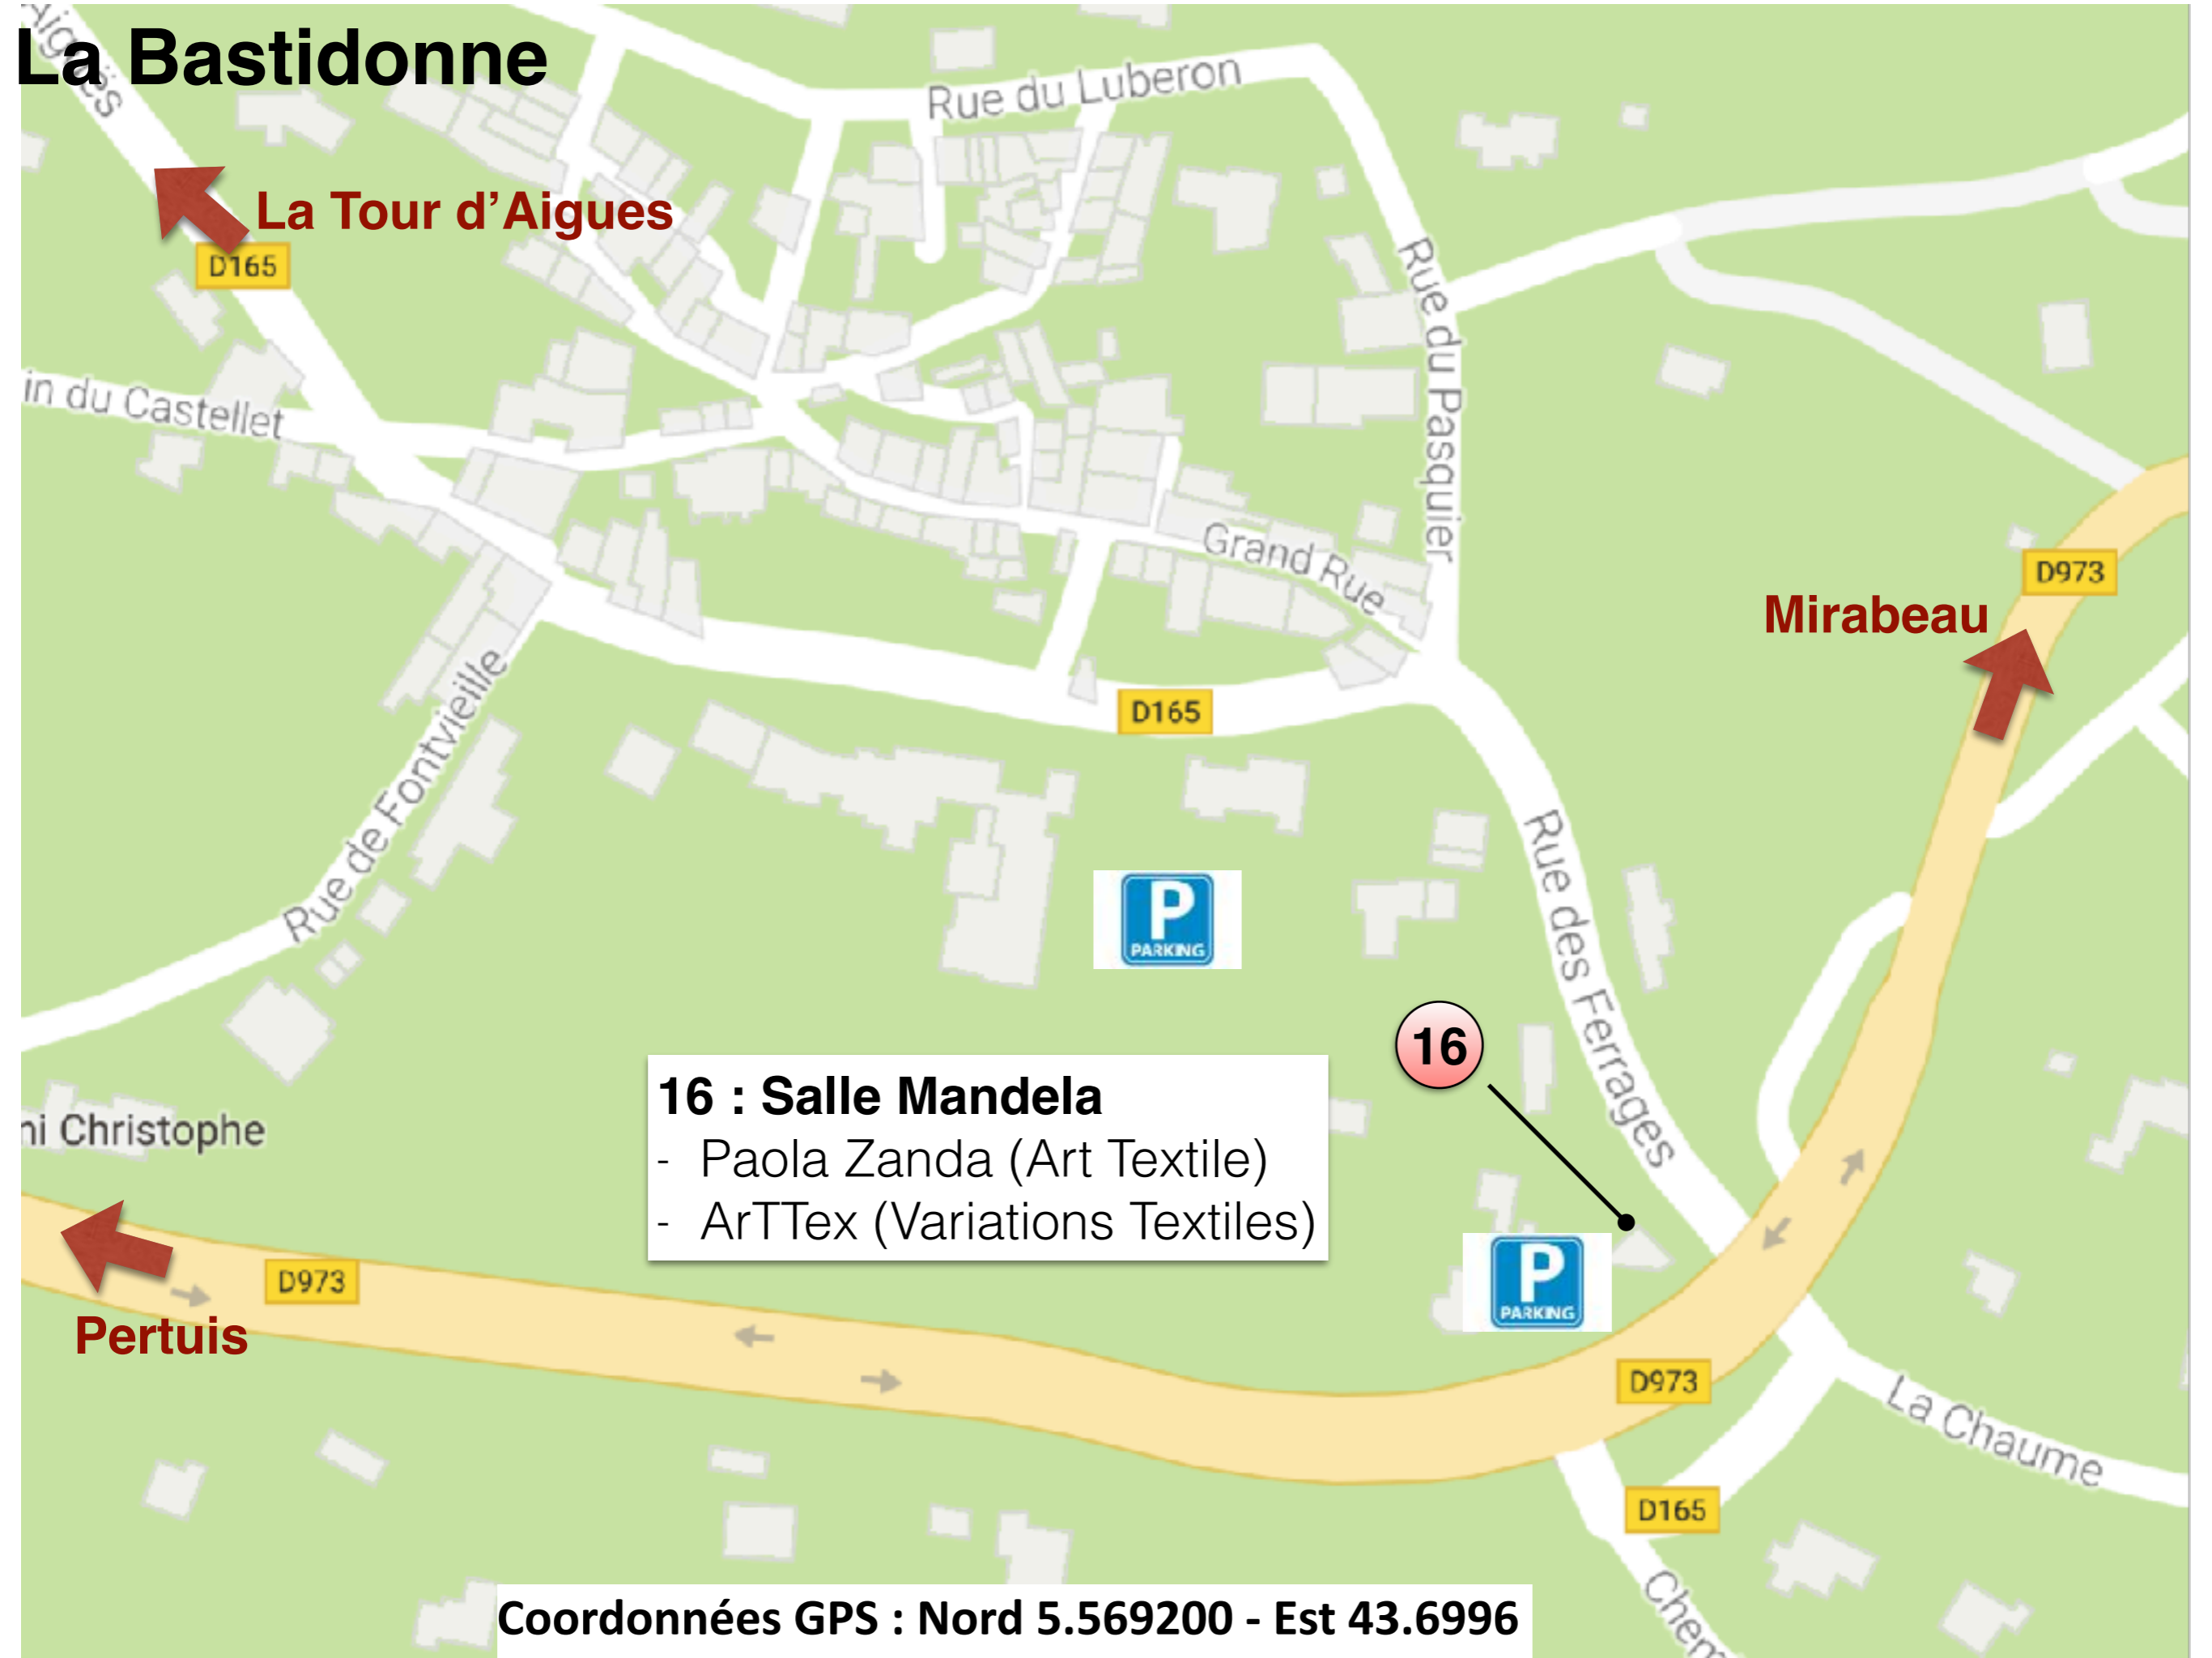 Aiguës
La Bastidonne
Rue du Luberon
La Tour d’Aigues
D165
in du Castellet
Rue du Pasquier
Grand Rue
D973
Mirabeau
D165
Rue de Fontvieille
Rue des Ferrages
P
PARKING
16
16 : Salle Mandela
- Paola Zanda (Art Textile)
- ArTTex (Variations Textiles)
ni Christophe
P
PARKING
D973
Pertuis
D973
La Chaume
D165
Chem
Coordonnées GPS : Nord 5.569200 - Est 43.6996